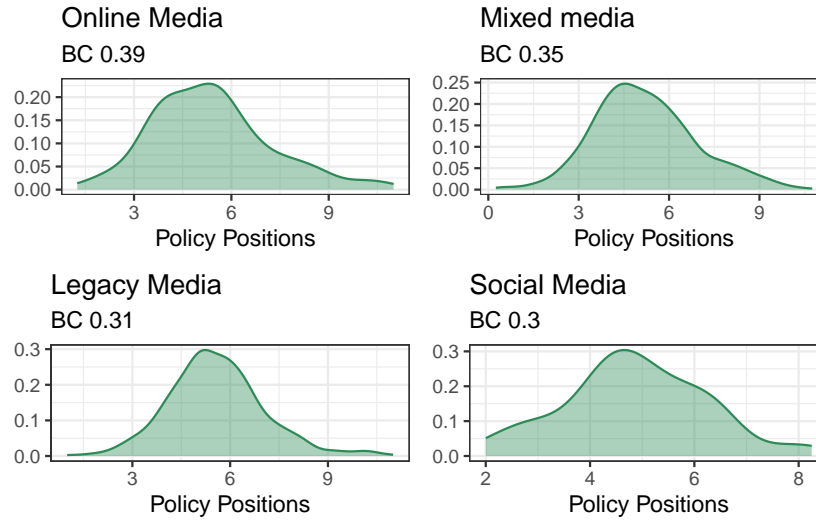 Online Media
BC 0.39
0.20
0.15
0.10
0.05
0.00
3 6 9
Policy Positions
Mixed media
BC 0.35
0.25
0.20
0.15
0.10
0.05
0.00
0 3 6 9
Policy Positions
Legacy Media
BC 0.31
0.3
0.2
0.1
0.0
3 6 9
Policy Positions
Social Media
BC 0.3
0.3
0.2
0.1
0.0
2 4 6 8
Policy Positions